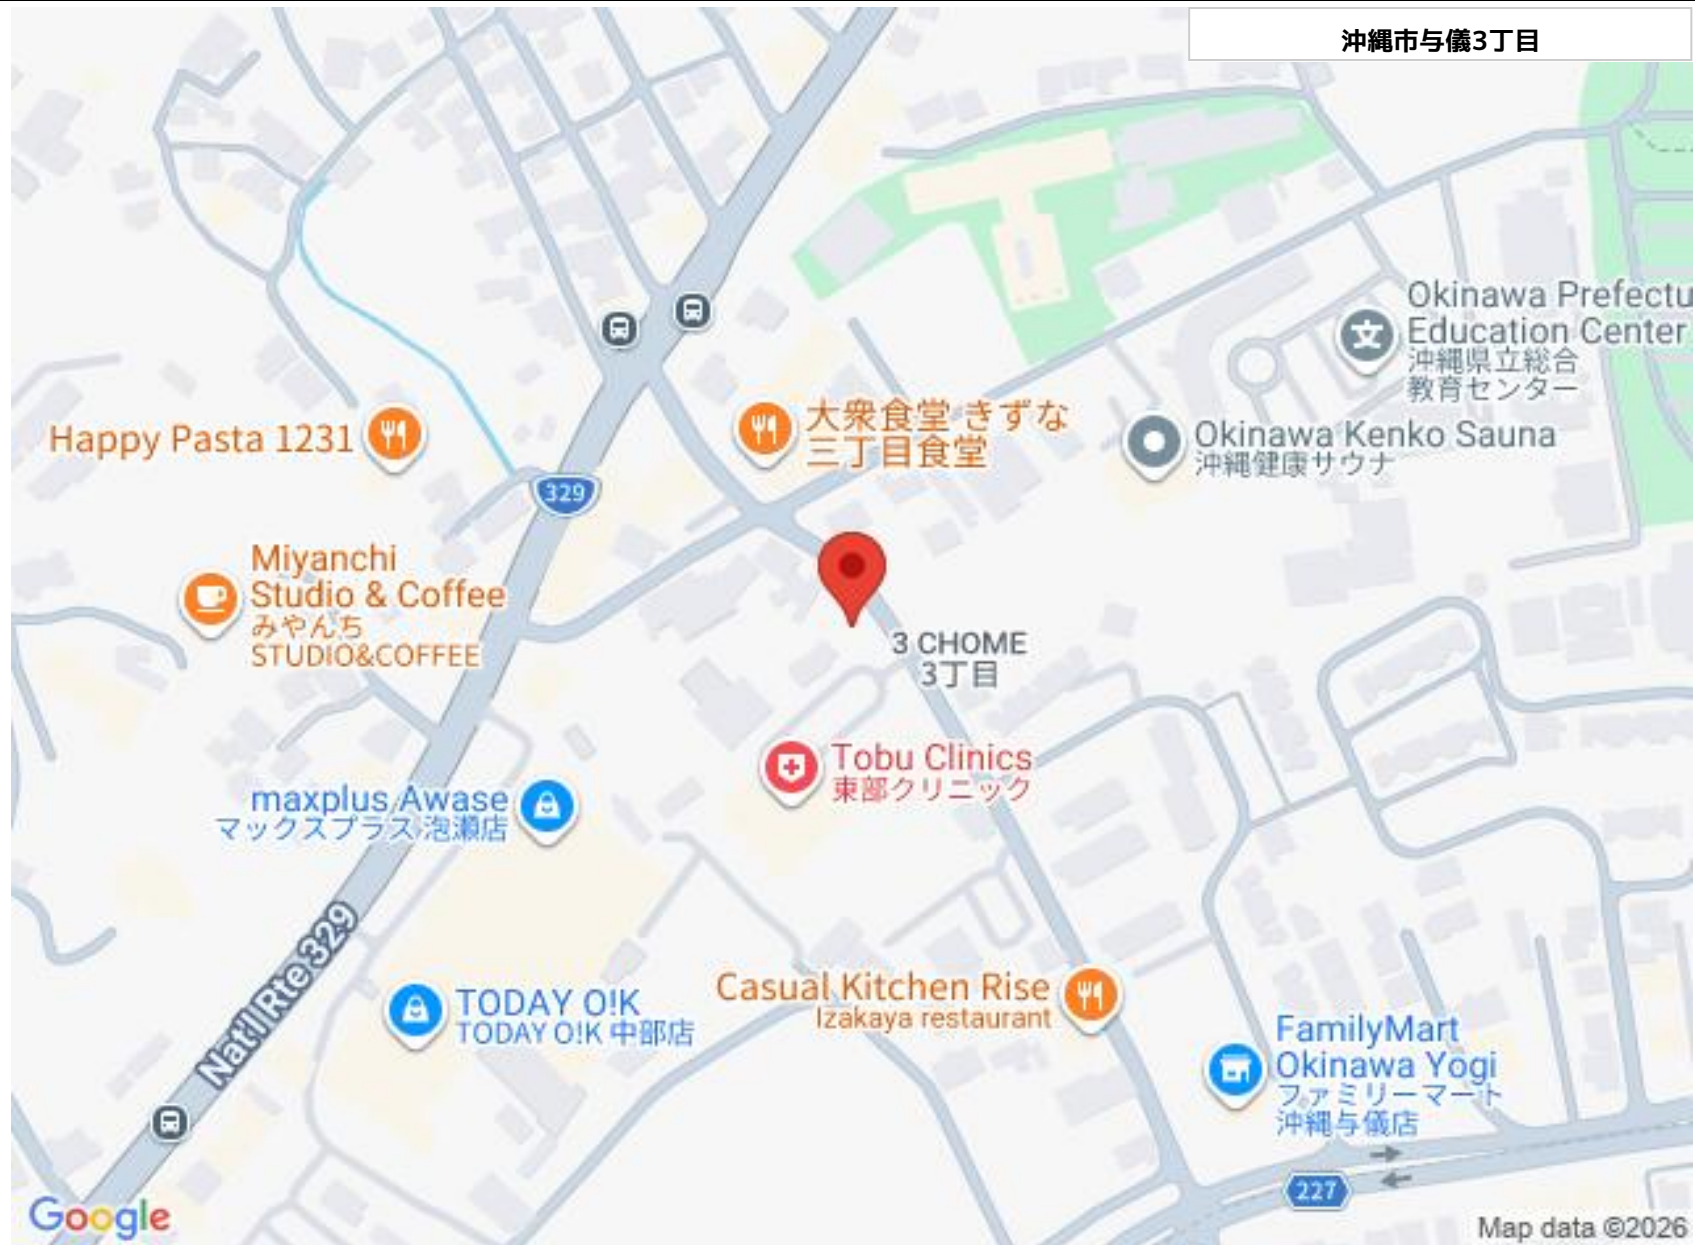 沖縄市与儀3丁目
Okinawa Prefectu
Education Center
沖縄県立総合
教育センター
大衆食堂 きずな
三丁目食堂
Okinawa Kenko Sauna
沖縄健康サウナ
Happy Pasta 1231
329
Miyanchi
Studio & Coffee
みやんち
STUDIO&COFFEE
3 CHOME
3丁目
Tobu Clinics
東部クリニック
maxplus Awase
マックスプラス 泡瀬店
Nat'l Rte 329
TODAY O!K
TODAY O!K 中部店
Casual Kitchen Rise
Izakaya restaurant
FamilyMart
Okinawa Yogi
ファミリーマート
沖縄与儀店
227
Google
Map data ©2026